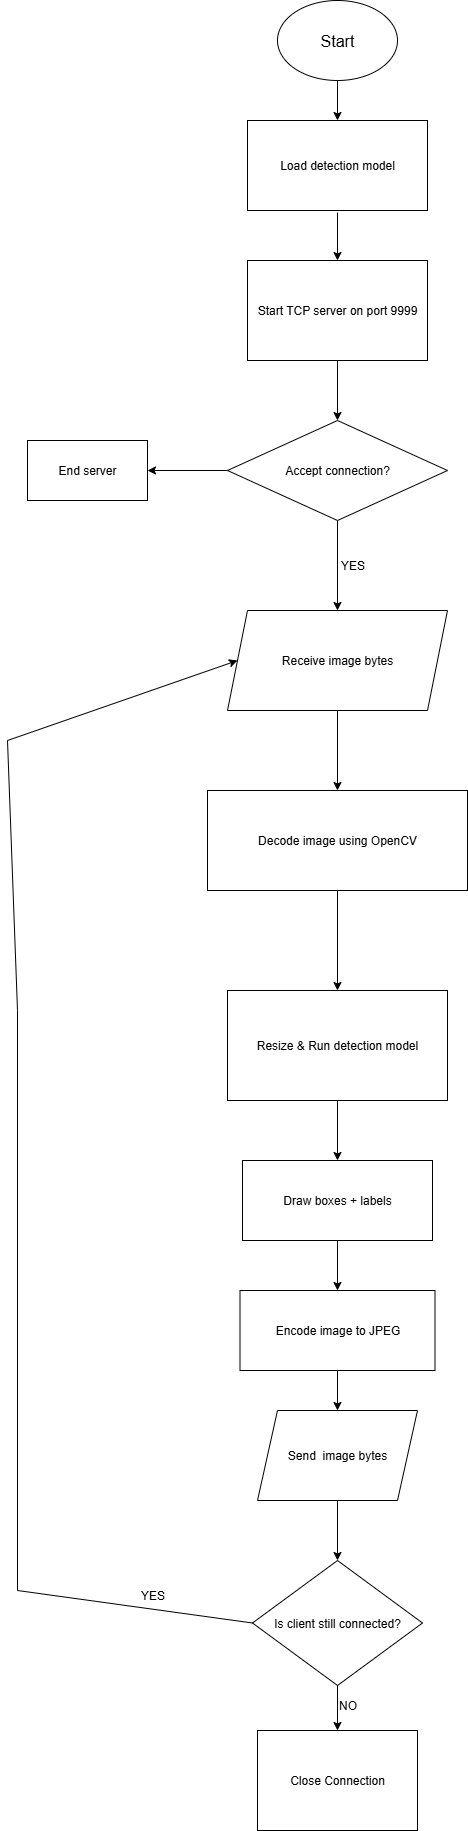 Start
Load detection model
Start TCP server on port 9999
Accept connection?
End server
YES
Receive image bytes
Decode image using OpenCV
Resize & Run detection model
Draw boxes + labels
Encode image to JPEG
Send  image bytes
YES
Is client still connected?
NO
Close Connection